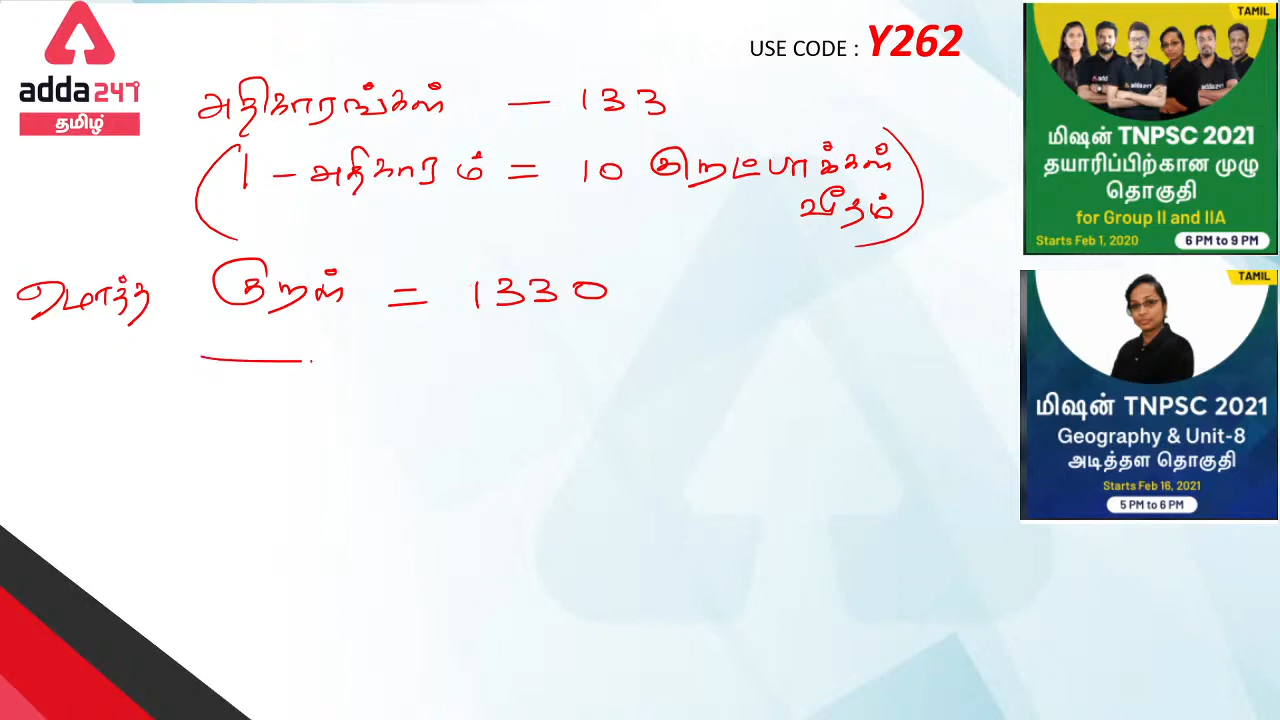 adda247
தமிழ்
USE CODE : Y262
அதிகாரங்கள் — 133
(1 – அதிகாரம் = 10 குறட்பாக்கள்
வீதம்)
மொத்த குறள் = 1330
TAMIL
மிஷன் TNPSC 2021
தயாரிப்பிற்கான முழு
தொகுதி
for Group II and IIA
Starts Feb 1, 2020 6 PM to 9 PM
TAMIL
மிஷன் TNPSC 2021
Geography & Unit-8
அடித்தள தொகுதி
Starts Feb 16, 2021
5 PM to 6 PM